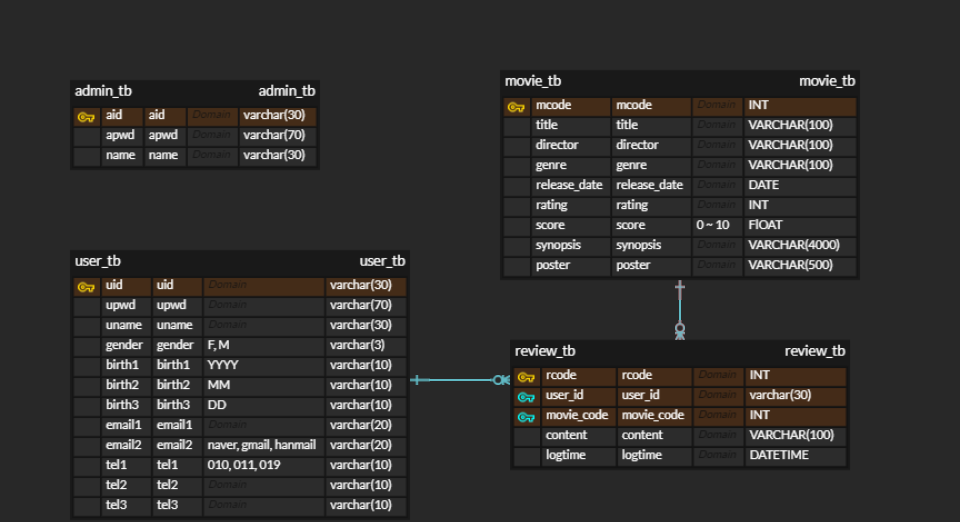 admin_tb admin_tb
aid aid Domain varchar(30)
apwd apwd Domain varchar(70)
name name Domain varchar(30)
movie_tb movie_tb
mcode mcode Domain INT
title title Domain VARCHAR(100)
director director Domain VARCHAR(100)
genre genre Domain VARCHAR(100)
release_date release_date Domain DATE
rating rating Domain INT
score score 0 ~ 10 FlOAT
synopsis synopsis Domain VARCHAR(4000)
poster poster Domain VARCHAR(500)
user_tb user_tb
uid uid Domain varchar(30)
upwd upwd Domain varchar(70)
uname uname Domain varchar(30)
gender gender F, M varchar(3)
birth1 birth1 YYYY varchar(10)
birth2 birth2 MM varchar(10)
birth3 birth3 DD varchar(10)
email1 email1 Domain varchar(20)
email2 email2 naver, gmail, hanmail varchar(20)
tel1 tel1 010, 011, 019 varchar(10)
tel2 tel2 Domain varchar(10)
tel3 tel3 Domain varchar(10)
review_tb review_tb
rcode rcode Domain INT
user_id user_id Domain varchar(30)
movie_code movie_code Domain INT
content content Domain VARCHAR(100)
logtime logtime Domain DATETIME